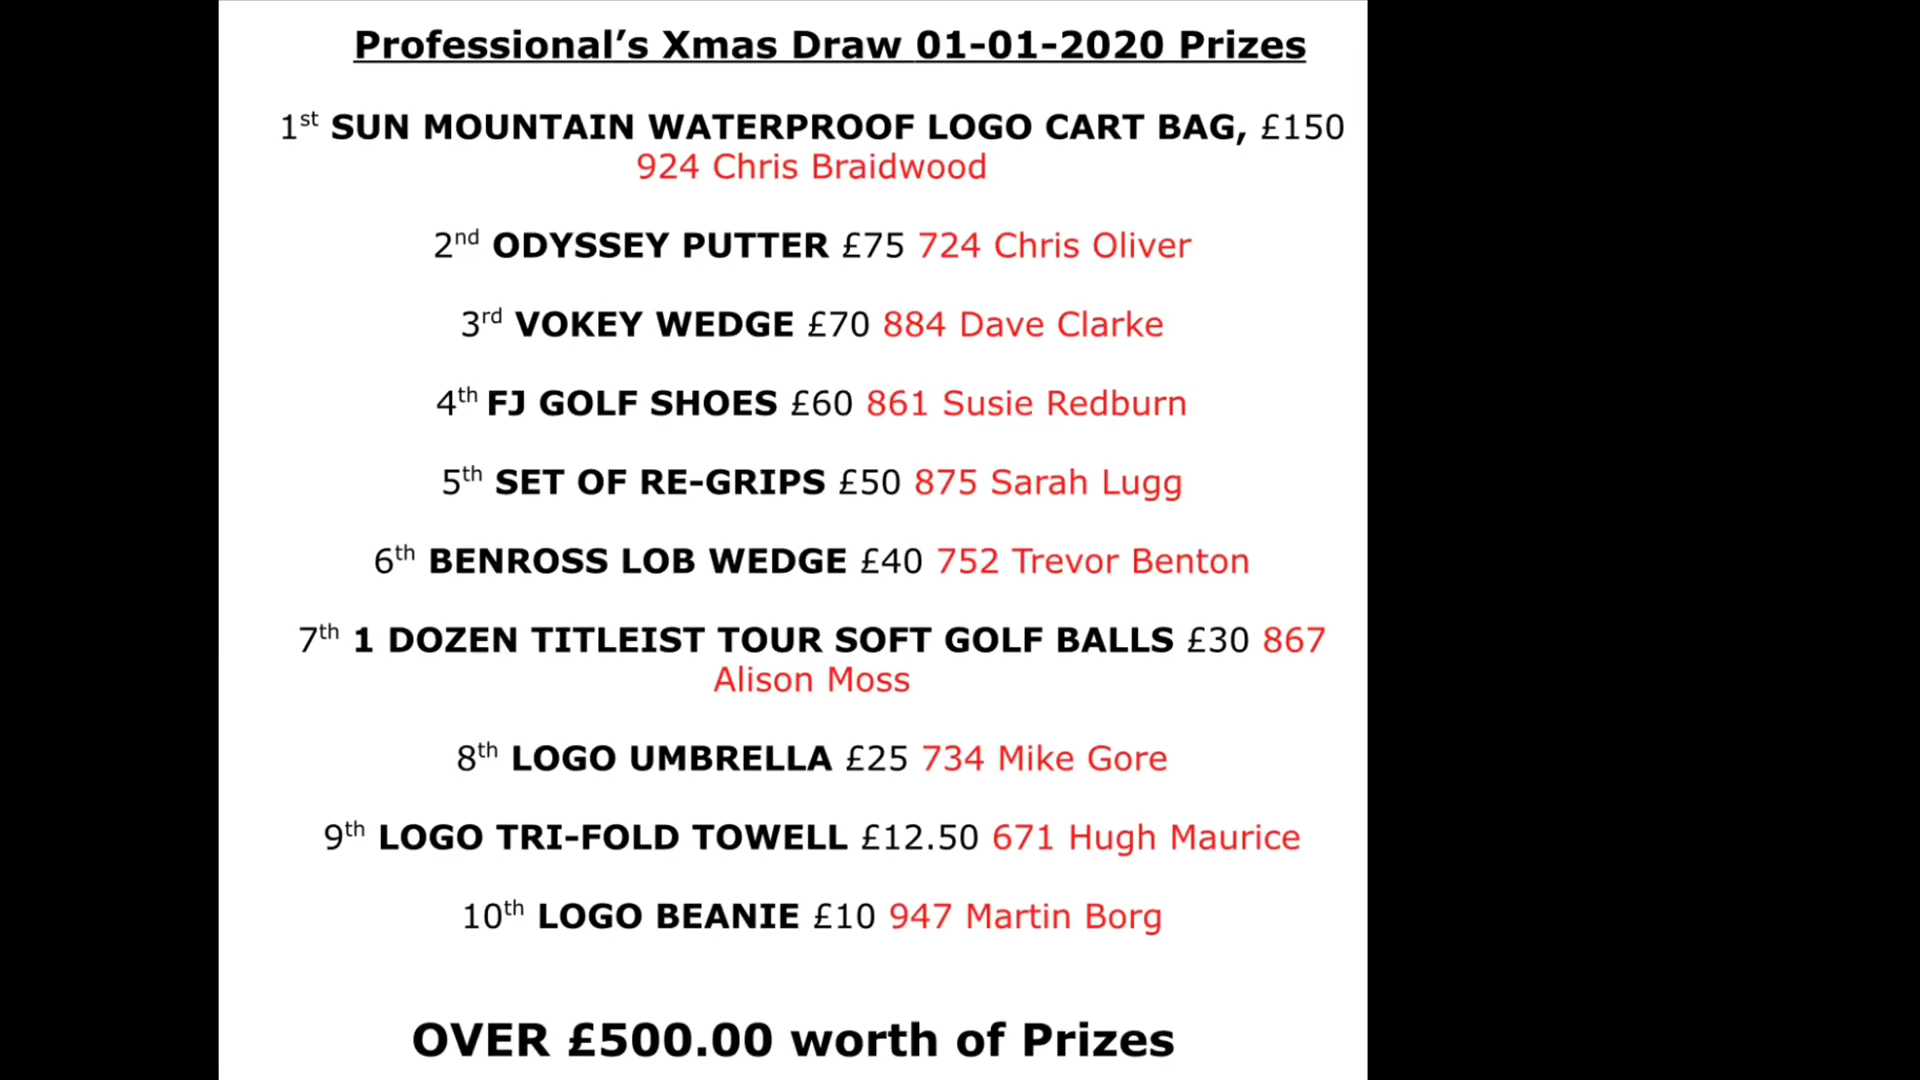 Professional’s Xmas Draw 01-01-2020 Prizes
1st SUN MOUNTAIN WATERPROOF LOGO CART BAG, £150
924 Chris Braidwood
2nd ODYSSEY PUTTER £75 724 Chris Oliver
3rd VOKEY WEDGE £70 884 Dave Clarke
4th FJ GOLF SHOES £60 861 Susie Redburn
5th SET OF RE-GRIPS £50 875 Sarah Lugg
6th BENROSS LOB WEDGE £40 752 Trevor Benton
7th 1 DOZEN TITLEIST TOUR SOFT GOLF BALLS £30 867
Alison Moss
8th LOGO UMBRELLA £25 734 Mike Gore
9th LOGO TRI-FOLD TOWELL £12.50 671 Hugh Maurice
10th LOGO BEANIE £10 947 Martin Borg
OVER £500.00 worth of Prizes